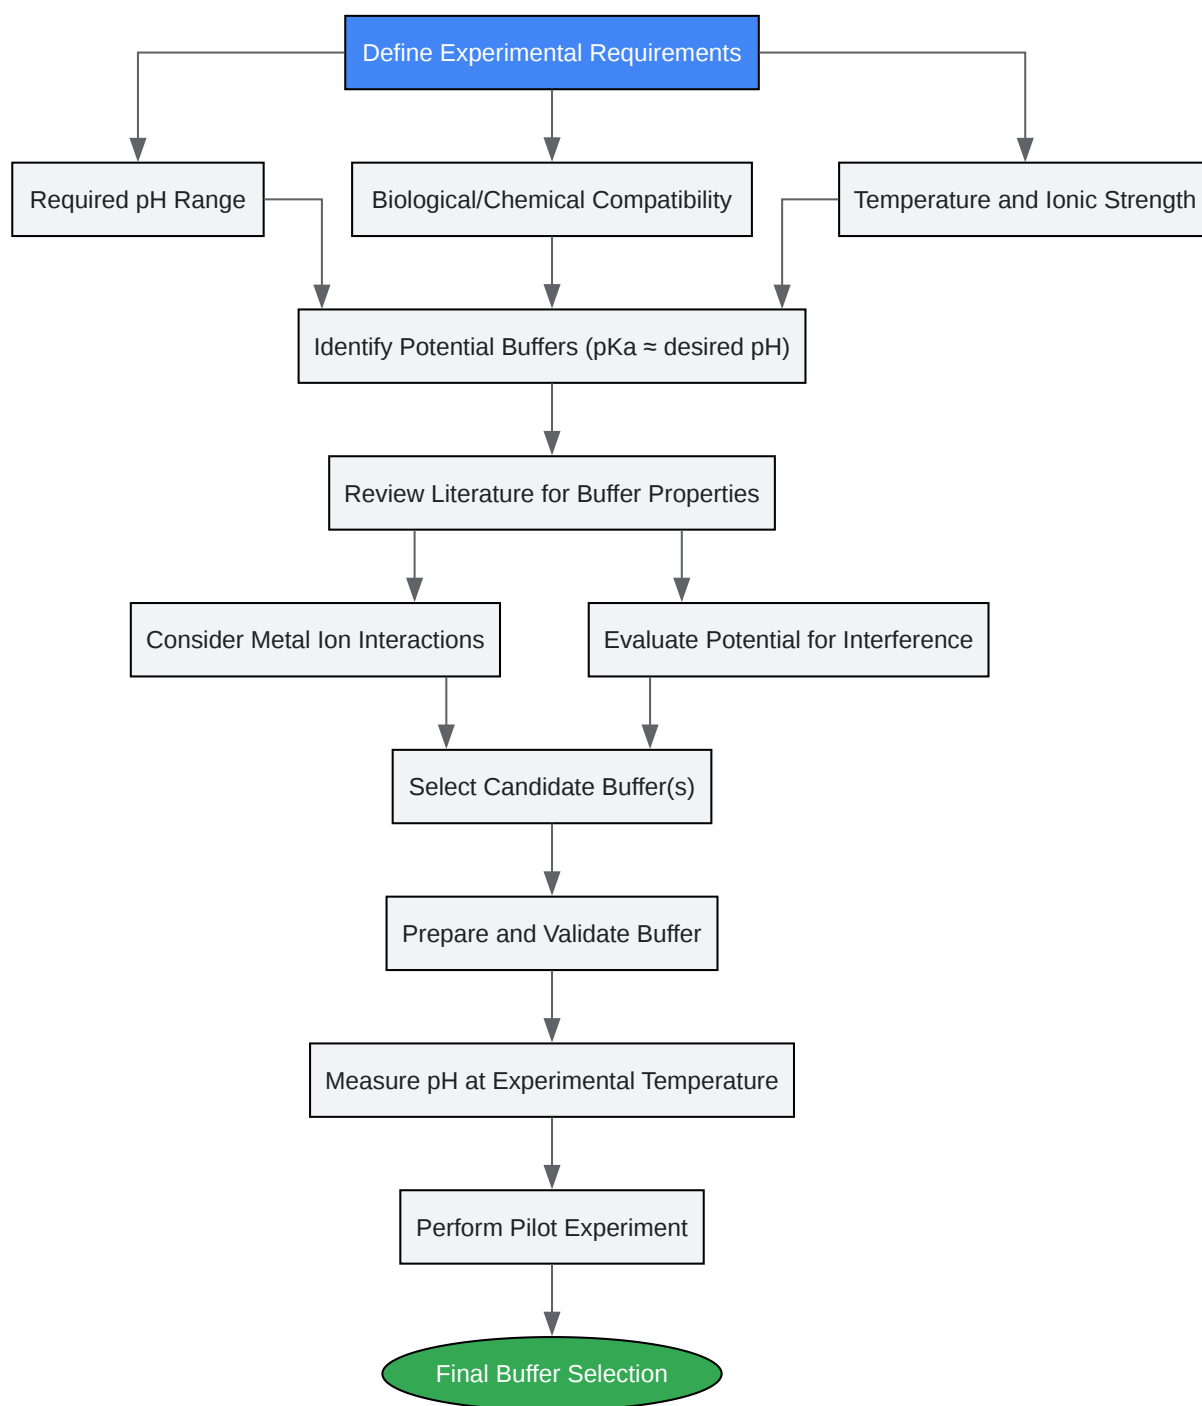 Define Experimental Requirements
Required pH Range
Biological/Chemical Compatibility
Temperature and Ionic Strength
Identify Potential Buffers (pKa ≈ desired pH)
Review Literature for Buffer Properties
Consider Metal Ion Interactions
Evaluate Potential for Interference
Select Candidate Buffer(s)
Prepare and Validate Buffer
Measure pH at Experimental Temperature
Perform Pilot Experiment
Final Buffer Selection